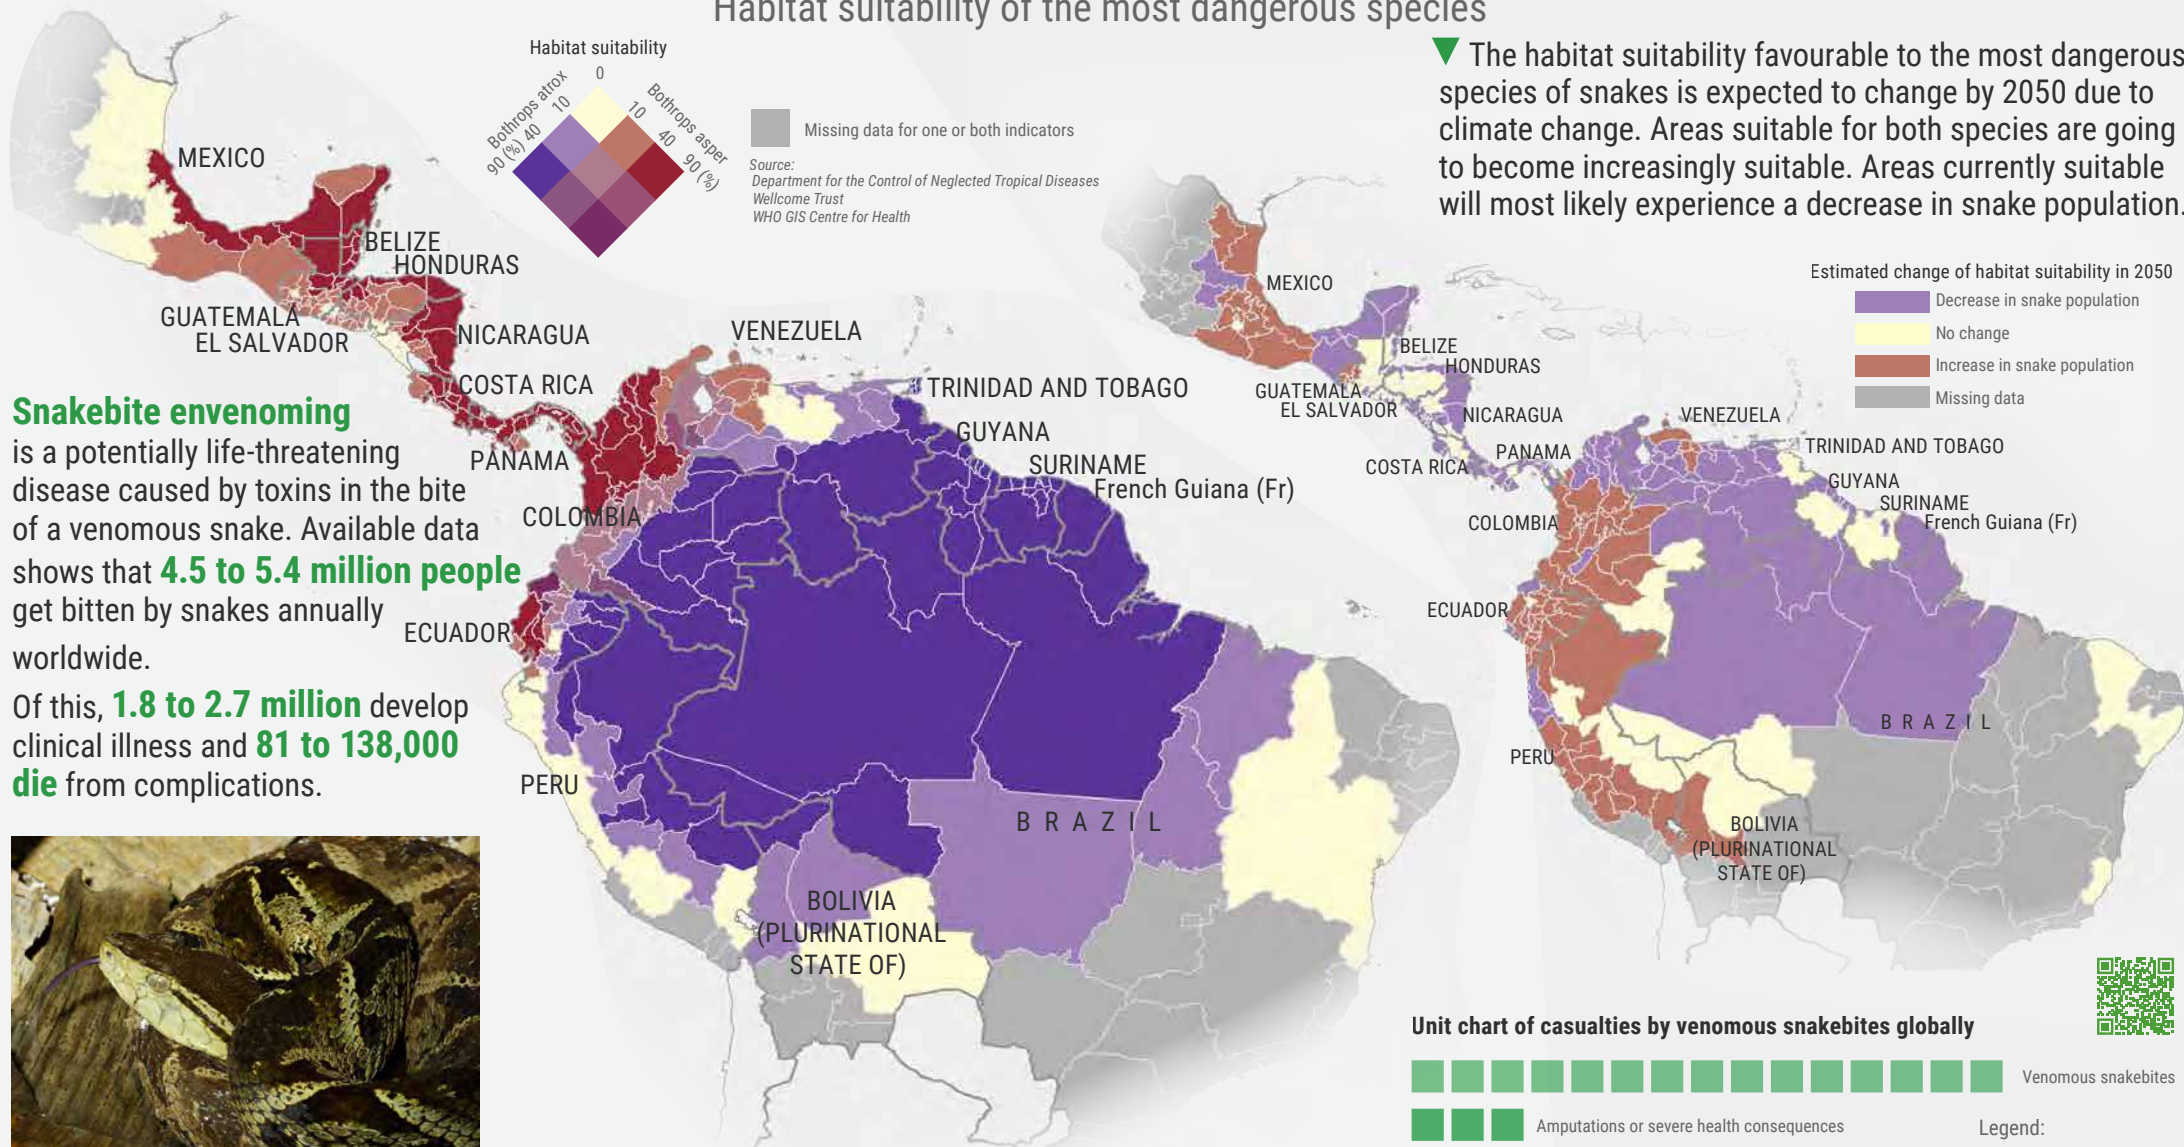 Habitat suitability of the most dangerous species
Habitat suitability
0
10
40
90 (%)
Bothrops atrox
10
40
90 (%)
Bothrops asper
Missing data for one or both indicators
Source:
Department for the Control of Neglected Tropical Diseases
Wellcome Trust
WHO GIS Centre for Health
▼ The habitat suitability favourable to the most dangerous
species of snakes is expected to change by 2050 due to
climate change. Areas suitable for both species are going
to become increasingly suitable. Areas currently suitable
will most likely experience a decrease in snake population.
MEXICO
BELIZE
HONDURAS
GUATEMALA
EL SALVADOR
NICARAGUA
COSTA RICA
PANAMA
VENEZUELA
TRINIDAD AND TOBAGO
GUYANA
SURINAME
French Guiana (Fr)
COLOMBIA
ECUADOR
PERU
BRAZIL
BOLIVIA
(PLURINATIONAL
STATE OF)
Snakebite envenoming
is a potentially life-threatening
disease caused by toxins in the bite
of a venomous snake. Available data
shows that 4.5 to 5.4 million people
get bitten by snakes annually
worldwide.
Of this, 1.8 to 2.7 million develop
clinical illness and 81 to 138,000
die from complications.
Estimated change of habitat suitability in 2050
Decrease in snake population
No change
Increase in snake population
Missing data
MEXICO
BELIZE
HONDURAS
GUATEMALA
EL SALVADOR
NICARAGUA
PANAMA
COSTA RICA
VENEZUELA
TRINIDAD AND TOBAGO
GUYANA
SURINAME
French Guiana (Fr)
COLOMBIA
ECUADOR
PERU
BRAZIL
BOLIVIA
(PLURINATIONAL
STATE OF)
Unit chart of casualties by venomous snakebites globally
Venomous snakebites
Amputations or severe health consequences
Legend: